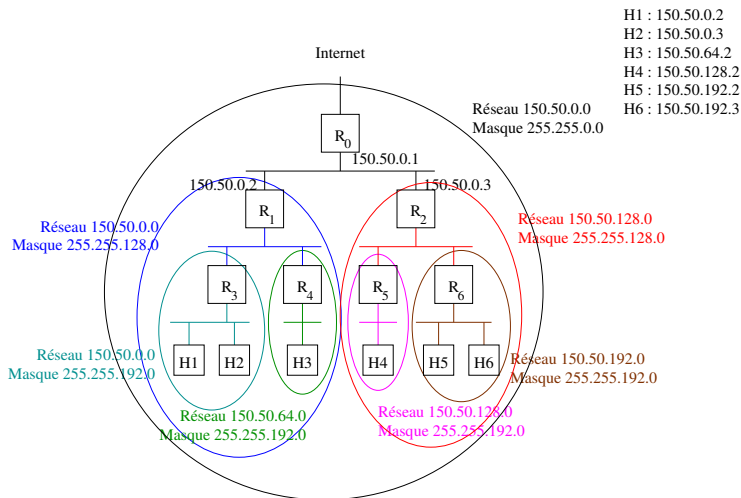 H1 : 150.50.0.2
H2 : 150.50.0.3
H3 : 150.50.64.2
H4 : 150.50.128.2
H5 : 150.50.192.2
H6 : 150.50.192.3
Internet
Réseau 150.50.0.0
Masque 255.255.0.0
R0
150.50.0.1
150.50.0.2
150.50.0.3
R1
R2
Réseau 150.50.0.0
Masque 255.255.128.0
Réseau 150.50.128.0
Masque 255.255.128.0
R3
R4
R5
R6
H1
H2
H3
H4
H5
H6
Réseau 150.50.0.0
Masque 255.255.192.0
Réseau 150.50.192.0
Masque 255.255.192.0
Réseau 150.50.64.0
Masque 255.255.192.0
Réseau 150.50.128.0
Masque 255.255.192.0